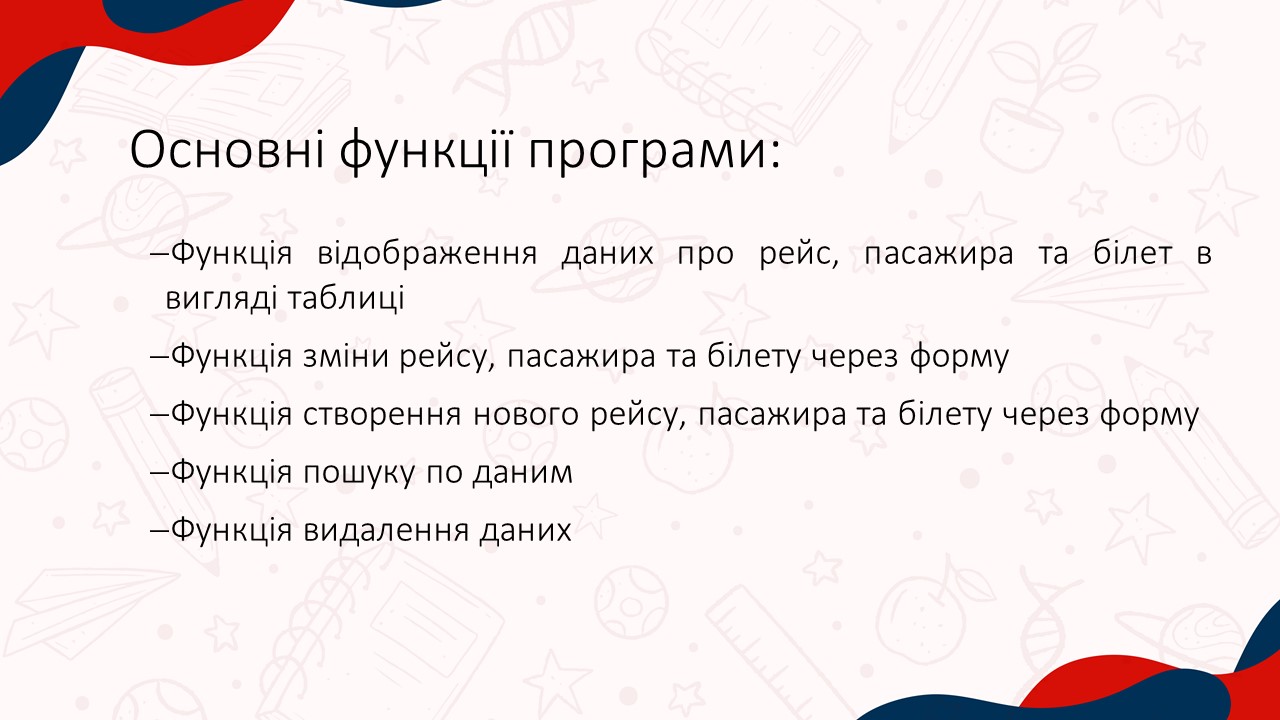 Основні функції програми:
–Функція відображення даних про рейс, пасажира та білет в
вигляді таблиці
–Функція зміни рейсу, пасажира та білету через форму
–Функція створення нового рейсу, пасажира та білету через форму
–Функція пошуку по даним
–Функція видалення даних